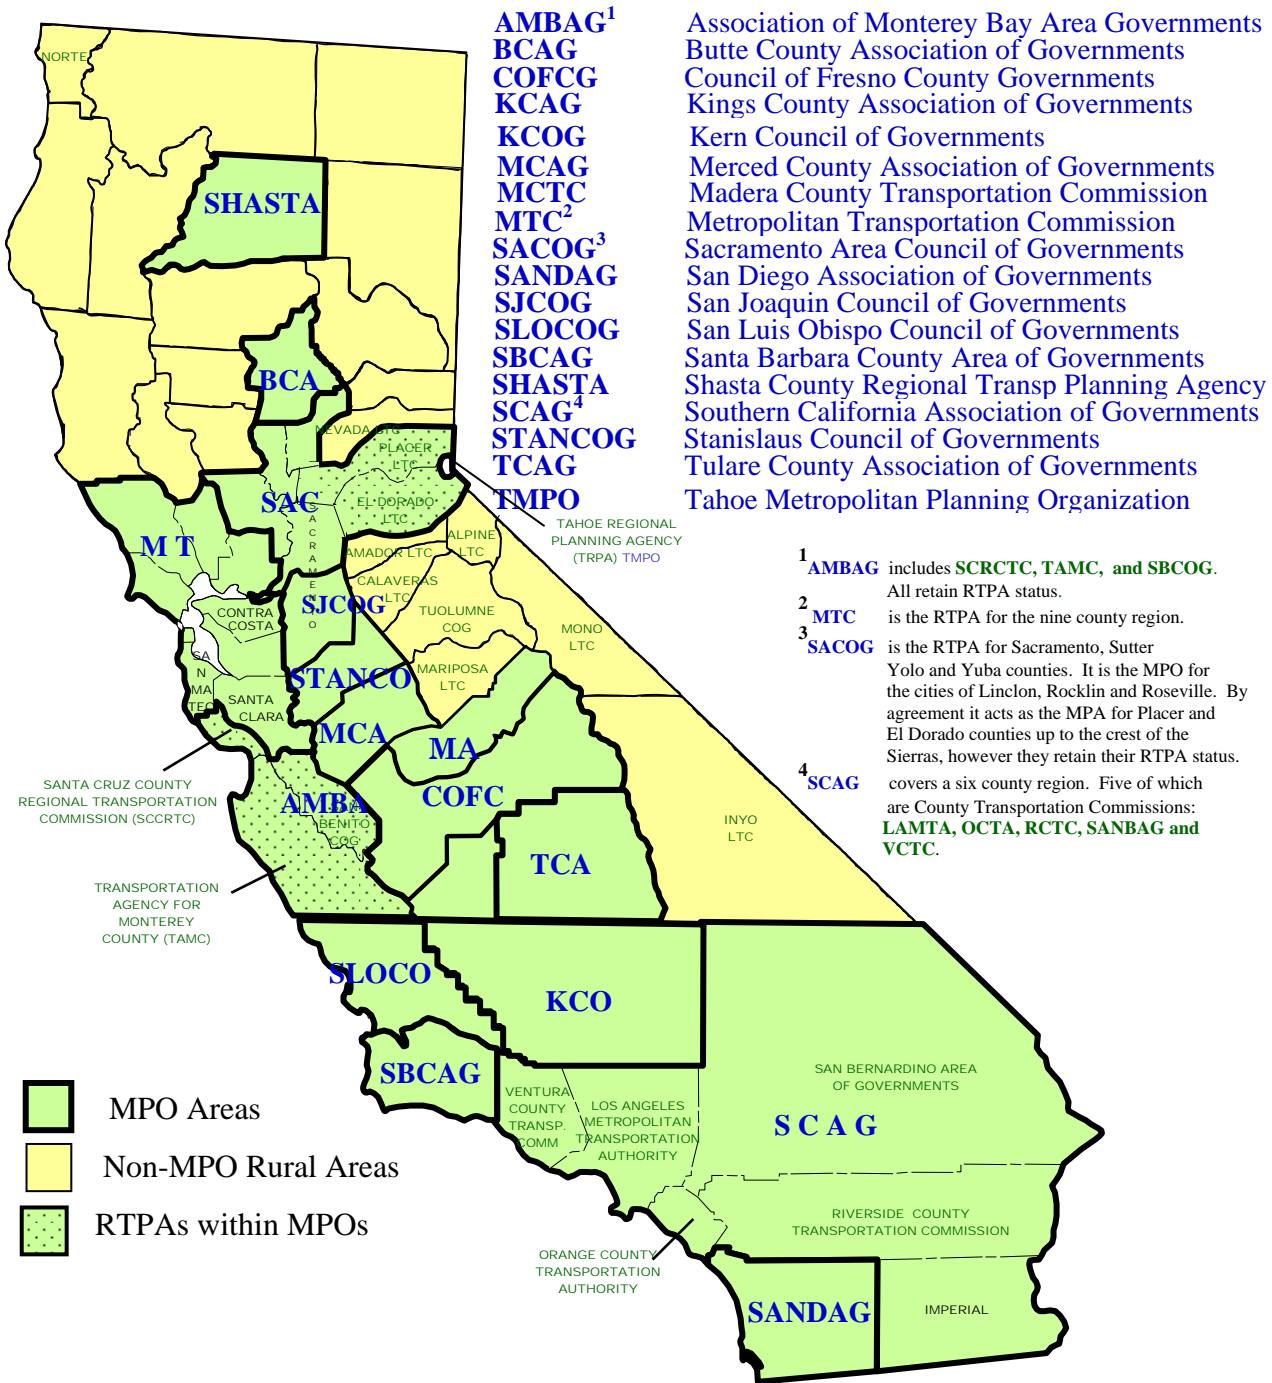 AMBAG1 Association of Monterey Bay Area Governments
BCAG Butte County Association of Governments
COFCG Council of Fresno County Governments
KCAG Kings County Association of Governments
KCOG Kern Council of Governments
MCAG Merced County Association of Governments
MCTC Madera County Transportation Commission
MTC2 Metropolitan Transportation Commission
SACOG3 Sacramento Area Council of Governments
SANDAG San Diego Association of Governments
SJCOG San Joaquin Council of Governments
SLOCOG San Luis Obispo Council of Governments
SBCAG Santa Barbara County Area of Governments
SHASTA Shasta County Regional Transp Planning Agency
SCAG4 Southern California Association of Governments
STANCOG Stanislaus Council of Governments
TCAG Tulare County Association of Governments
TMPO Tahoe Metropolitan Planning Organization
NORTE
SHASTA
BCA
NEVADA LTC
PLACER
LTC
SAC
EL DORADO
LTC
SACRAMENTO
TAHOE REGIONAL
PLANNING AGENCY
(TRPA) TMPO
M T
AMADOR LTC
ALPINE
LTC
CALAVERAS
LTC
SJCOG
TUOLUMNE
COG
MONO
LTC
CONTRA
COSTA
SAN
MATEO
STANCO
MARIPOSA
LTC
SANTA
CLARA
MCA
MA
1 AMBAG includes SCRCTC, TAMC, and SBCOG.
All retain RTPA status.
2 MTC is the RTPA for the nine county region.
3 SACOG is the RTPA for Sacramento, Sutter
Yolo and Yuba counties. It is the MPO for
the cities of Linclon, Rocklin and Roseville. By
agreement it acts as the MPA for Placer and
El Dorado counties up to the crest of the
Sierras, however they retain their RTPA status.
4 SCAG covers a six county region. Five of which
are County Transportation Commissions:
LAMTA, OCTA, RCTC, SANBAG and
VCTC.
SANTA CRUZ COUNTY
REGIONAL TRANSPORTATION
COMMISSION (SCCRTC)
AMBA
SAN
BENITO
COG
COFC
INYO
LTC
TCA
TRANSPORTATION
AGENCY FOR
MONTEREY
COUNTY (TAMC)
SLOCO
KCO
SBCAG
SAN BERNARDINO AREA
OF GOVERNMENTS
VENTURA
COUNTY
TRANSP.
COMM
LOS ANGELES
METROPOLITAN
TRANSPORTATION
AUTHORITY
S C A G
MPO Areas
Non-MPO Rural Areas
RTPAs within MPOs
RIVERSIDE COUNTY
TRANSPORTATION COMMISSION
ORANGE COUNTY
TRANSPORTATION
AUTHORITY
SANDAG
IMPERIAL